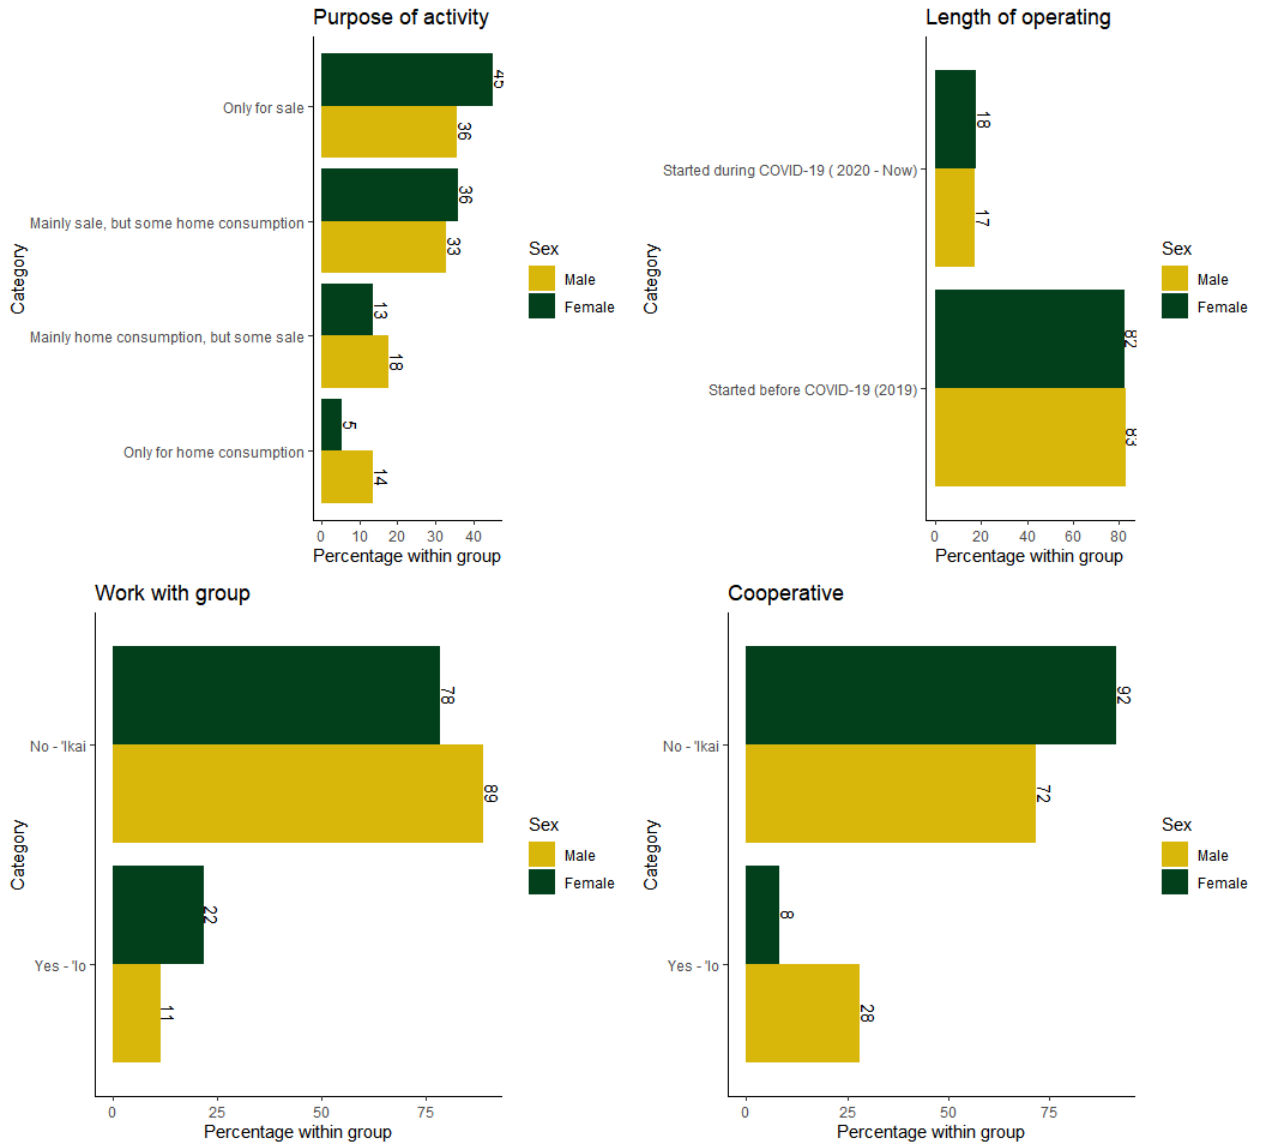 Purpose of activity
Category
Only for sale
45
36
Mainly sale, but some home consumption
36
33
Mainly home consumption, but some sale
13
18
Only for home consumption
5
14
0 10 20 30 40
Percentage within group
Sex
Male
Female
Length of operating
Category
Started during COVID-19 ( 2020 - Now)
18
17
Started before COVID-19 (2019)
82
83
0 20 40 60 80
Percentage within group
Sex
Male
Female
Work with group
Category
No - 'Ikai
78
89
Yes - 'Io
22
11
0 25 50 75
Percentage within group
Sex
Male
Female
Cooperative
Category
No - 'Ikai
92
72
Yes - 'Io
8
28
0 25 50 75
Percentage within group
Sex
Male
Female